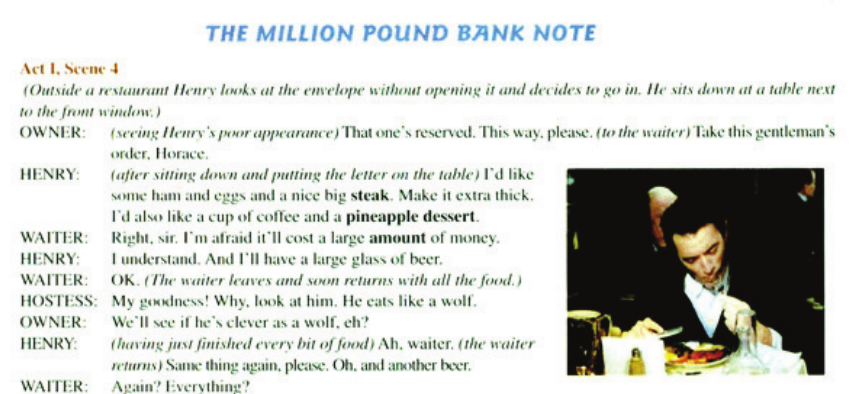 THE MILLION POUND BANK NOTE
Act I, Scene 4
(Outside a restaurant Henry looks at the envelope without opening it and decides to go in. He sits down at a table next
to the front window.)
OWNER: (seeing Henry's poor appearance) That one's reserved. This way, please. (to the waiter) Take this gentleman's
order, Horace.
HENRY: (after sitting down and putting the letter on the table) I'd like
some ham and eggs and a nice big steak. Make it extra thick.
I'd also like a cup of coffee and a pineapple dessert.
WAITER: Right, sir. I'm afraid it'll cost a large amount of money.
HENRY: I understand. And I'll have a large glass of beer.
WAITER: OK. (The waiter leaves and soon returns with all the food.)
HOSTESS: My goodness! Why, look at him. He eats like a wolf.
OWNER: We'll see if he's clever as a wolf, eh?
HENRY: (having just finished every bit of food) Ah, waiter. (the waiter
returns) Same thing again, please. Oh, and another beer.
WAITER: Again? Everything?